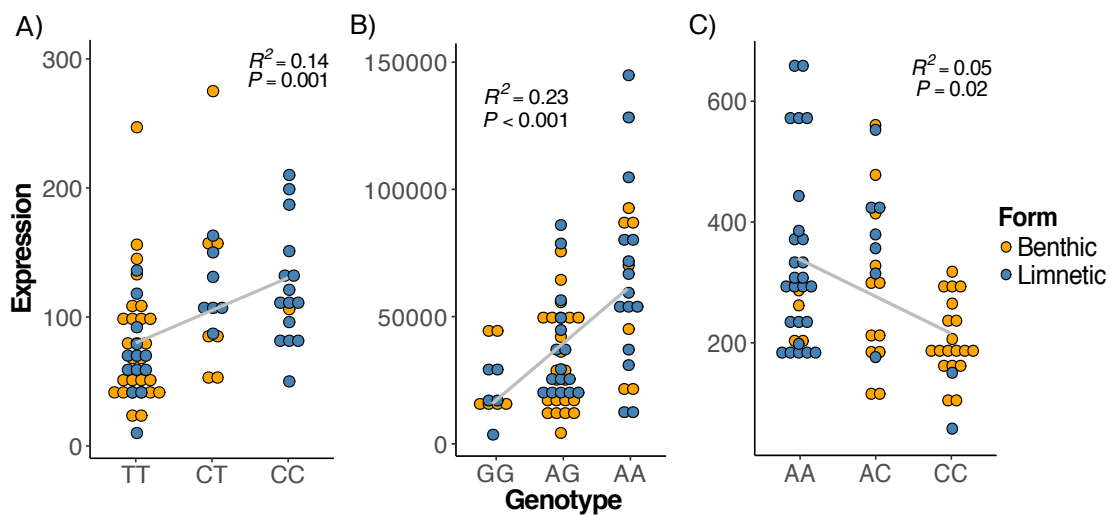 A)
B)
C)
R² = 0.14
P = 0.001
R² = 0.23
P < 0.001
R² = 0.05
P = 0.02
Expression
300
200
100
0
150000
100000
50000
0
600
400
200
TT CT CC
GG AG AA
AA AC CC
Genotype
Form
Benthic
Limnetic